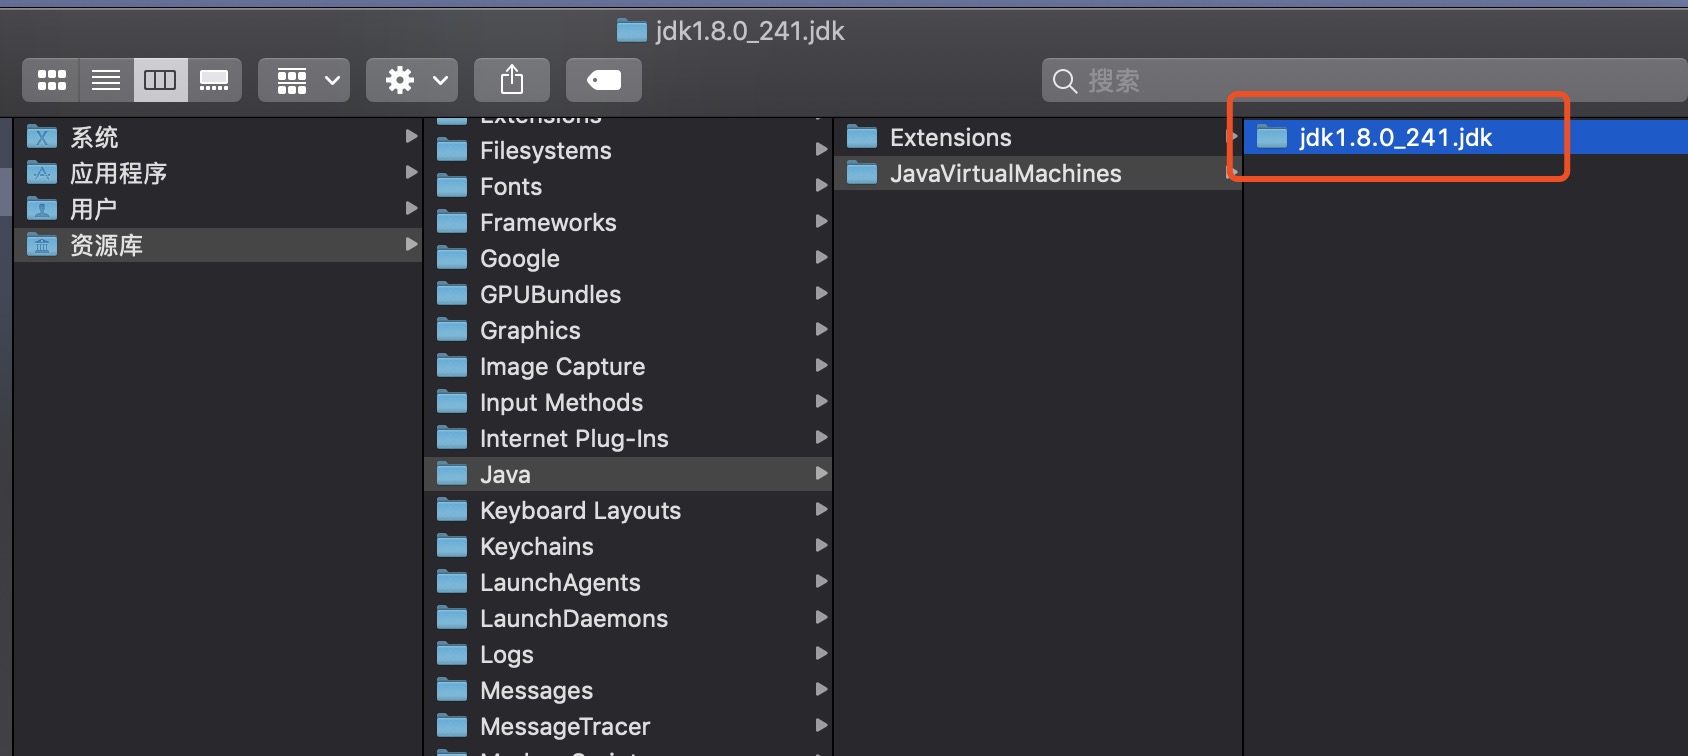 jdk1.8.0_241.jdk
搜索
系统
应用程序
用户
资源库
Extensions
Filesystems
Fonts
Frameworks
Google
GPUBundles
Graphics
Image Capture
Input Methods
Internet Plug-Ins
Java
Keyboard Layouts
Keychains
LaunchAgents
LaunchDaemons
Logs
Messages
MessageTracer
Extensions
JavaVirtualMachines
jdk1.8.0_241.jdk